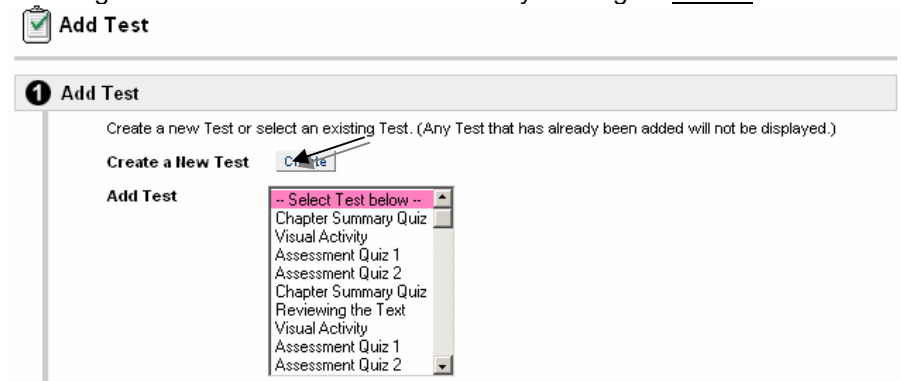 Add Test
1 Add Test
Create a new Test or select an existing Test. (Any Test that has already been added will not be displayed.)
Create a New Test Create
Add Test
-- Select Test below --
Chapter Summary Quiz
Visual Activity
Assessment Quiz 1
Assessment Quiz 2
Chapter Summary Quiz
Reviewing the Text
Visual Activity
Assessment Quiz 1
Assessment Quiz 2